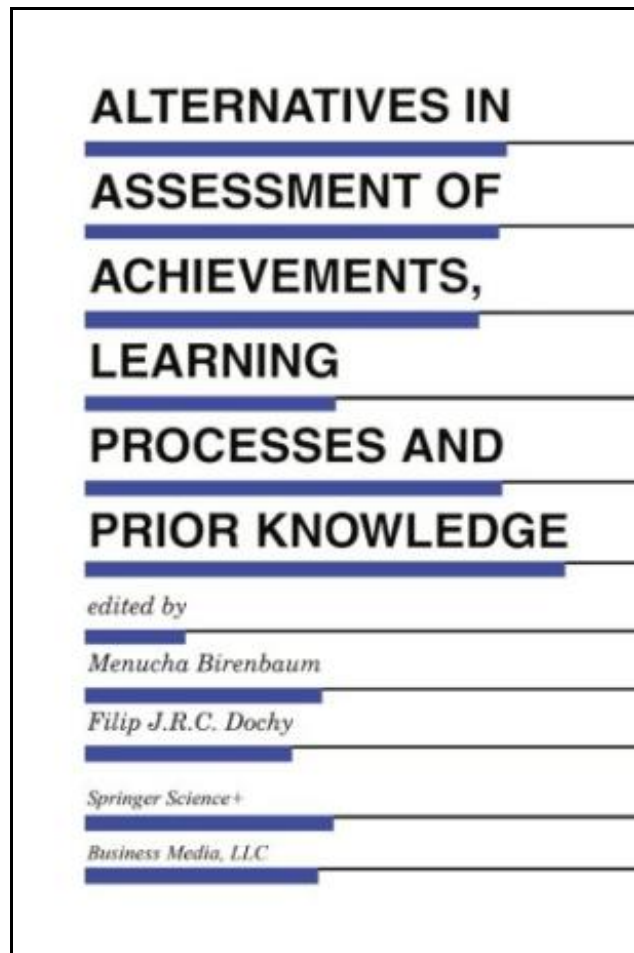 ALTERNATIVES IN
ASSESSMENT OF
ACHIEVEMENTS,
LEARNING
PROCESSES AND
PRIOR KNOWLEDGE
edited by
Menucha Birenbaum
Filip J.R.C. Dochy
Springer Science+
Business Media, LLC